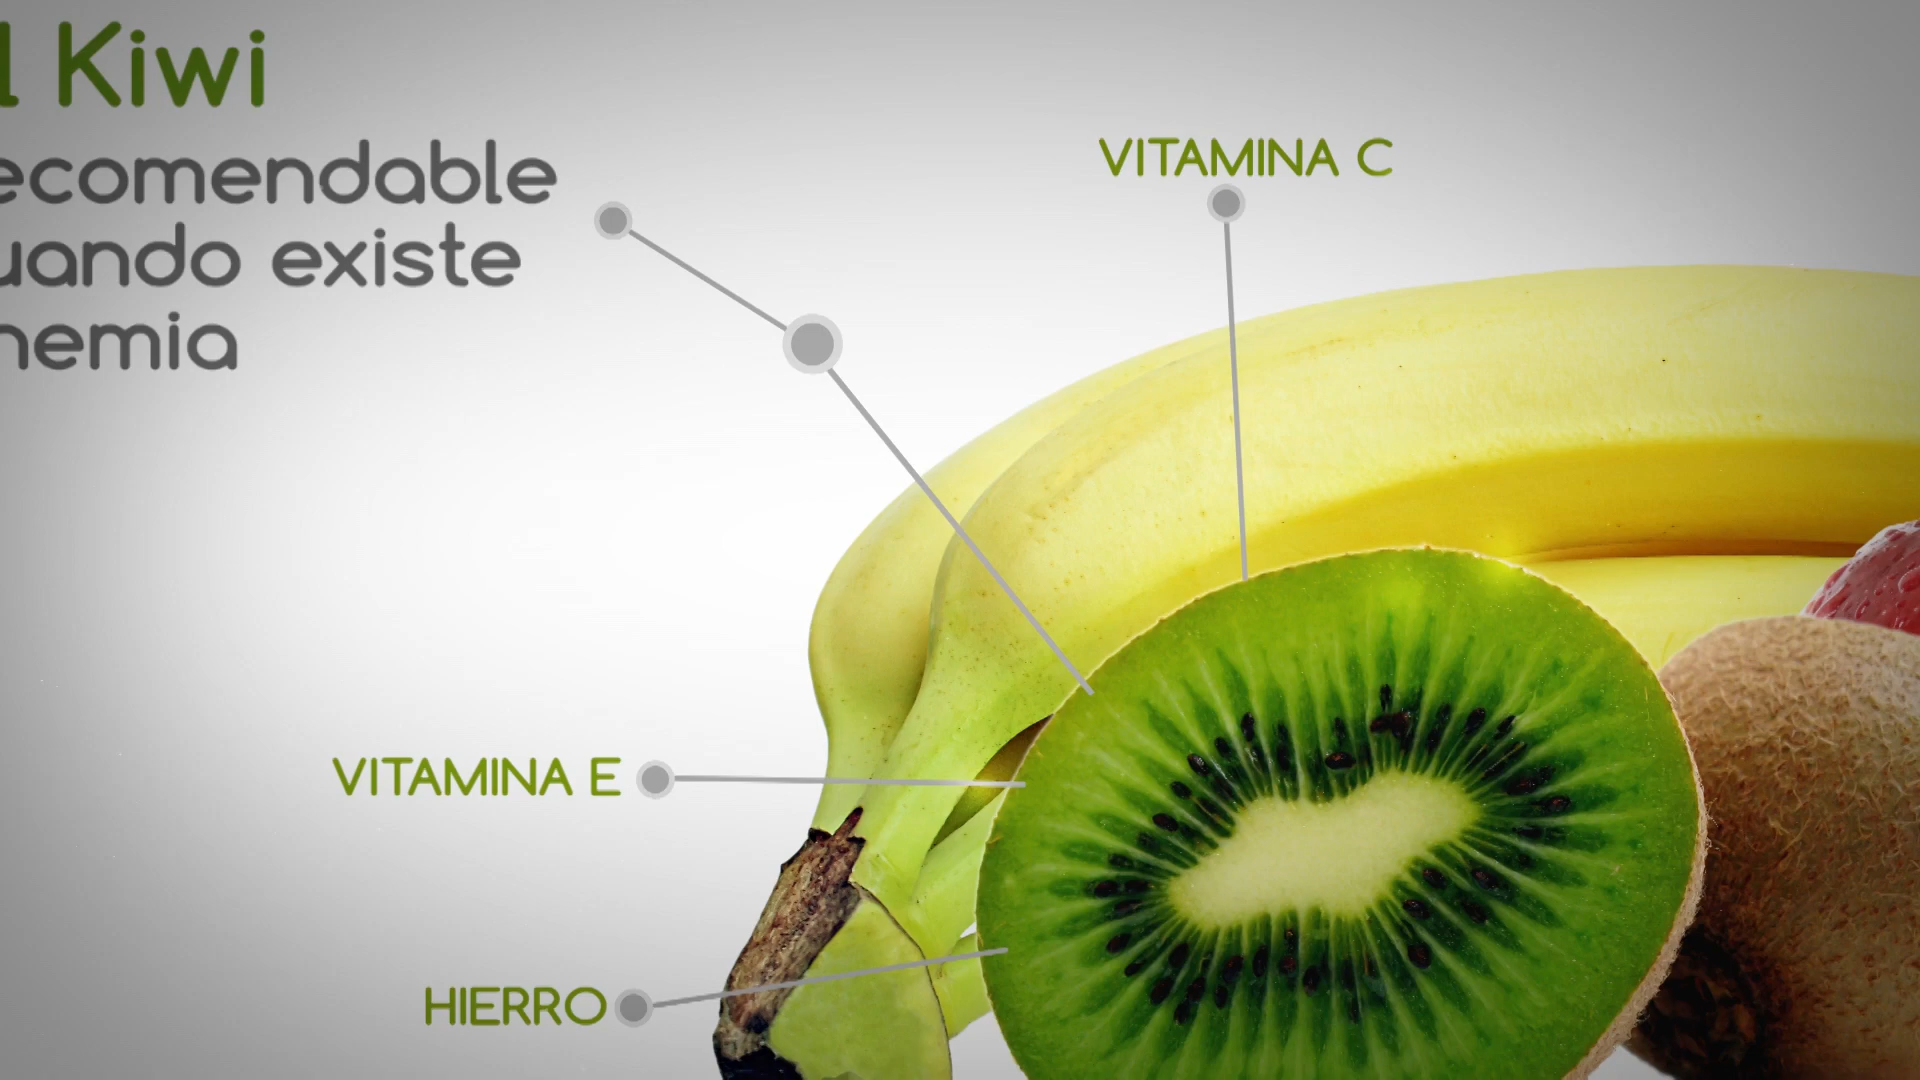 l Kiwi
ecomendable
uando existe
nemia
VITAMINA C
VITAMINA E
HIERRO